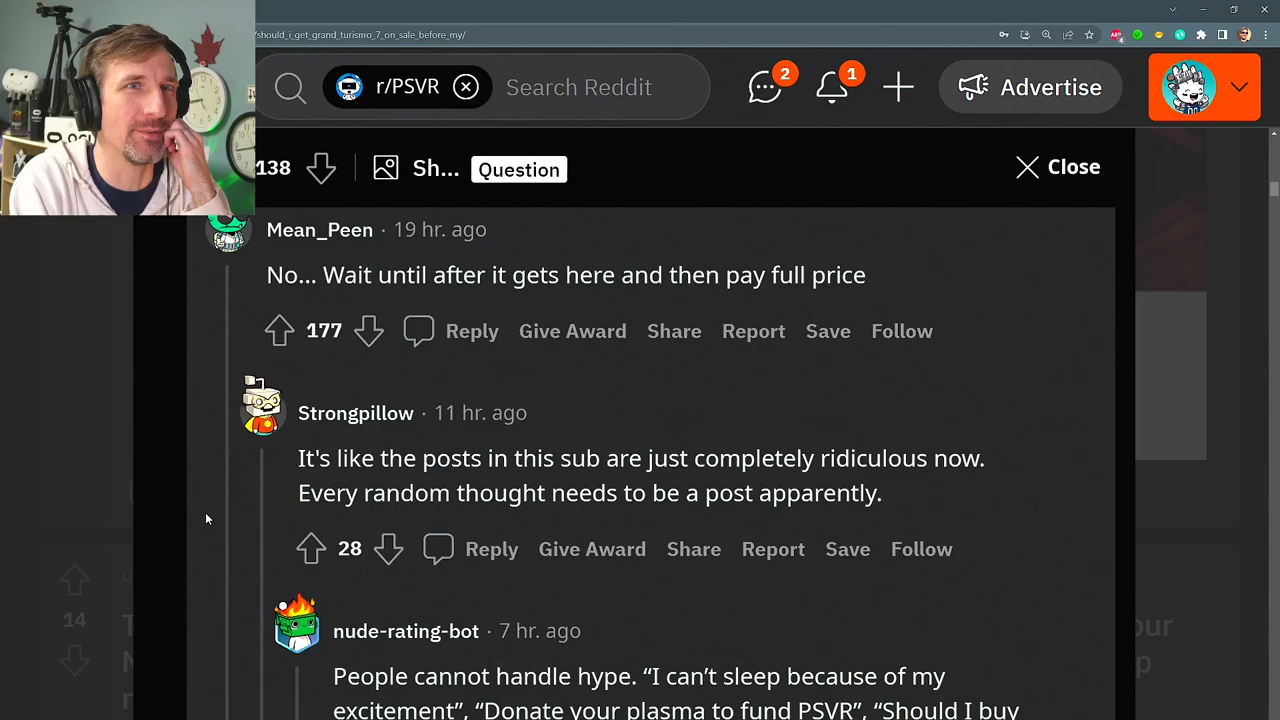 /should_i_get_grand_turismo_7_on_sale_before_my/
r/PSVR
Search Reddit
2
1
Advertise
138
Sh...
Question
Close
Mean_Peen · 19 hr. ago
No... Wait until after it gets here and then pay full price
177 Reply Give Award Share Report Save Follow
Strongpillow · 11 hr. ago
It's like the posts in this sub are just completely ridiculous now.
Every random thought needs to be a post apparently.
28 Reply Give Award Share Report Save Follow
14
nude-rating-bot · 7 hr. ago
People cannot handle hype. “I can’t sleep because of my
excitement”, “Donate your plasma to fund PSVR”, “Should I buy